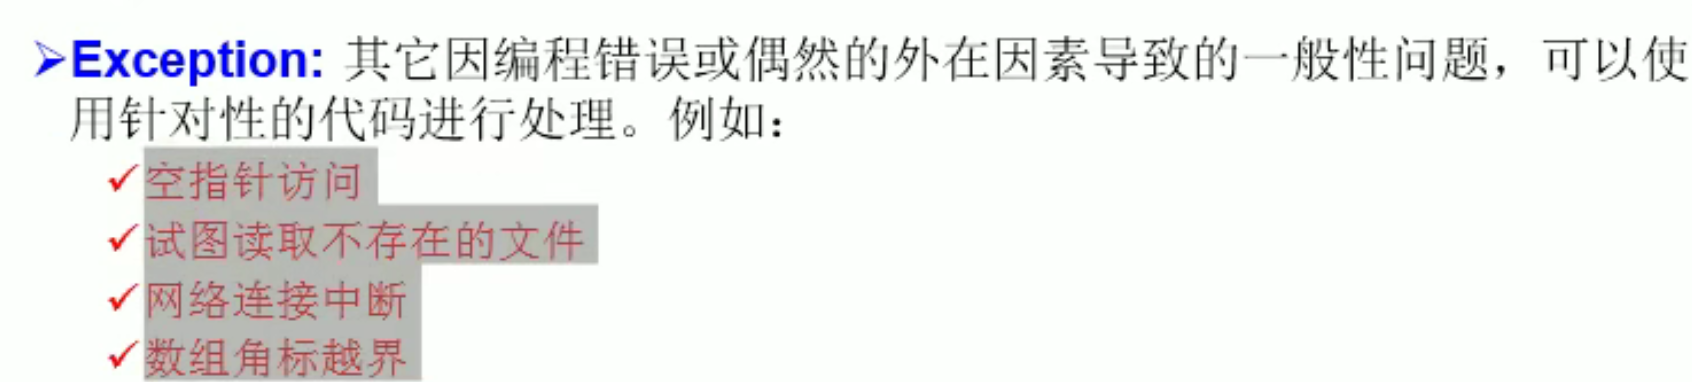 ➢Exception: 其它因编程错误或偶然的外在因素导致的一般性问题，可以使
用针对性的代码进行处理。例如：
✓空指针访问
✓试图读取不存在的文件
✓网络连接中断
✓数组角标越界